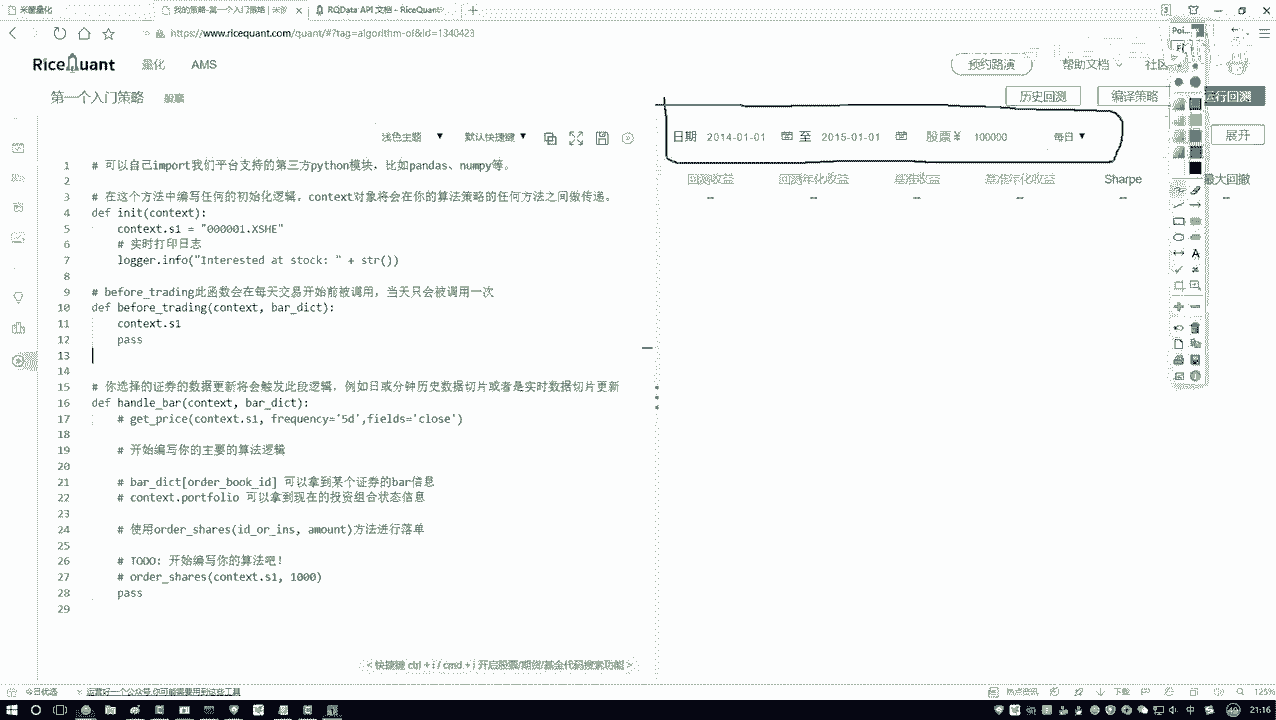 米筐量化
我的策略-第一个入门策略 | 米筐
RQData API 文档 - RiceQuant
https://www.ricequant.com/quant/#?tag=algorithm-of&id=1340423
RiceQuant 量化 AMS 预约路演 帮助文档 社区
第一个入门策略
历史回测 编译策略 运行回测
浅色主题 默认快捷键 日期 2014-01-01 至 2015-01-01 股票¥ 100000 每日 展开
回测收益 回测年化收益 基准收益 基准年化收益 Sharpe 最大回撤
-- -- -- -- -- --
1 # 可以自己import我们平台支持的第三方python模块，比如pandas、numpy等。
2
3 # 在这个方法中编写任何的初始化逻辑。context对象将会在你的算法策略的任何方法之间做传递。
4 def init(context):
5 context.s1 = "000001.XSHE"
6 # 实时打印日志
7 logger.info("Interested at stock: " + str())
8
9 # before_trading此函数会在每天交易开始前被调用，当天只会被调用一次
10 def before_trading(context, bar_dict):
11 context.s1
12 pass
13
14
15 # 你选择的证券的数据更新将会触发此段逻辑，例如日或分钟历史数据切片或者是实时数据切片更新
16 def handle_bar(context, bar_dict):
17 # get_price(context.s1, frequency='5d',fields='close')
18
19 # 开始编写你的主要的算法逻辑
20
21 # bar_dict[order_book_id] 可以拿到某个证券的bar信息
22 # context.portfolio 可以拿到现在的投资组合状态信息
23
24 # 使用order_shares(id_or_ins, amount)方法进行落单
25
26 # TODO: 开始编写你的算法吧！
27 # order_shares(context.s1, 1000)
28 pass
29
<快捷键 ctrl + i / cmd + i 开启股票/期货/基金代码搜索功能>
今日优选 运营好一个公众号,你可能需要用到这些工具 热点资讯 下载 125%
21:16